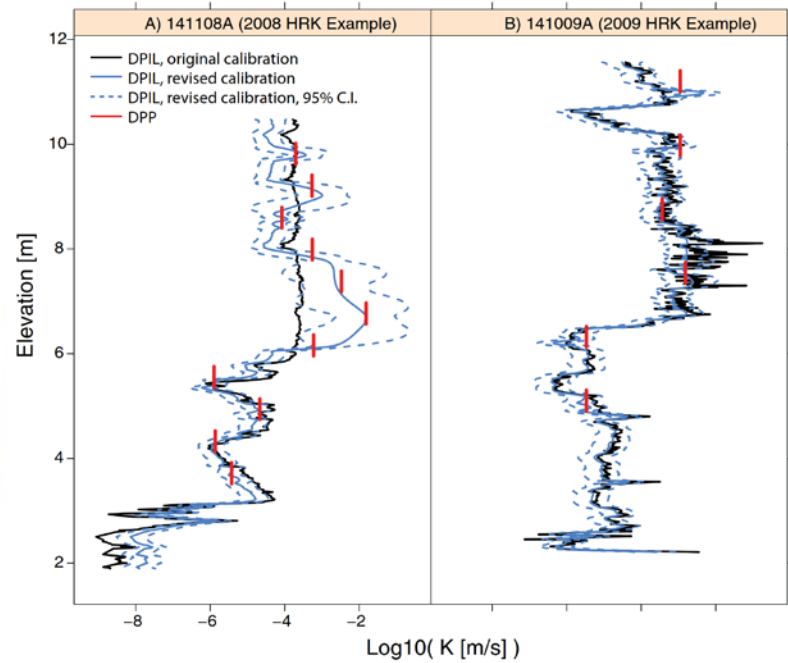 A) 141108A (2008 HRK Example)
B) 141009A (2009 HRK Example)
DPIL, original calibration
DPIL, revised calibration
DPIL, revised calibration, 95% C.I.
DPP
12
10
8
6
4
2
Elevation [m]
-8
-6
-4
-2
Log10( K [m/s] )